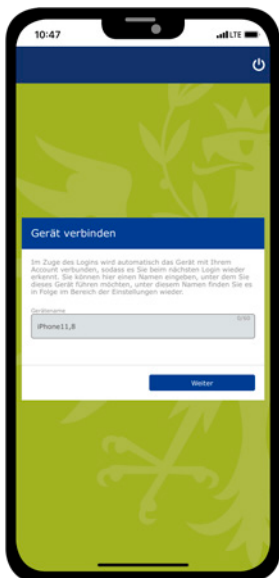 10:47
LTE
Gerät verbinden
Im Zuge des Logins wird automatisch das Gerät mit Ihrem
Account verbunden, sodass es Sie beim nächsten Login wieder
erkennt. Sie können hier einen Namen eingeben, unter dem Sie
dieses Gerät führen möchten, unter diesem Namen finden Sie es
in Folge im Bereich der Einstellungen wieder.
Gerätename
0/50
iPhone11,8
Weiter